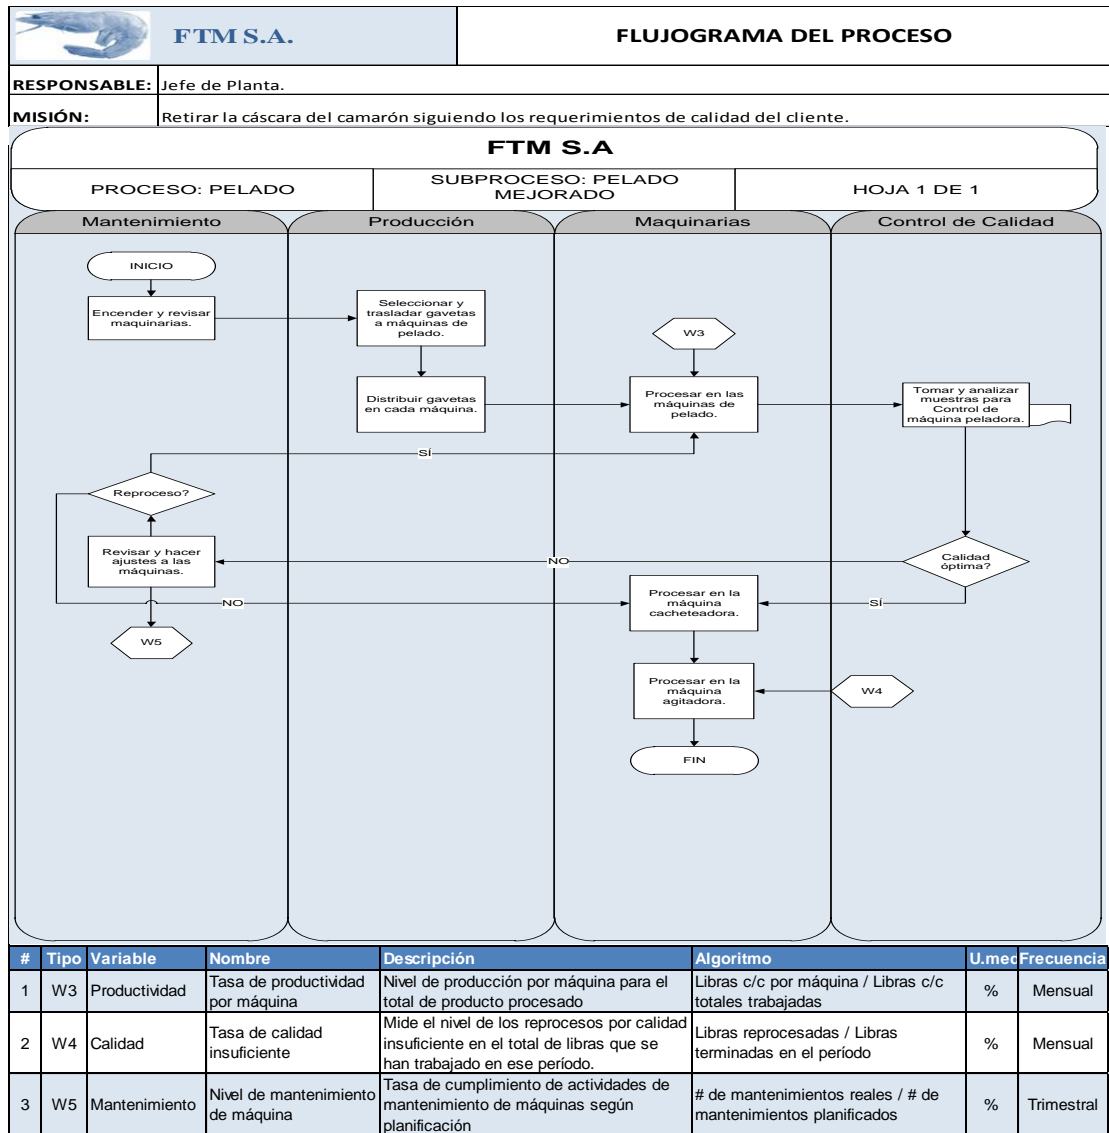 FTM S.A.
FLUJOGRAMA DEL PROCESO
RESPONSABLE: Jefe de Planta.
MISIÓN: Retirar la cáscara del camarón siguiendo los requerimientos de calidad del cliente.
FTM S.A
PROCESO: PELADO
SUBPROCESO: PELADO
MEJORADO
HOJA 1 DE 1
Mantenimiento
Producción
Maquinarias
Control de Calidad
INICIO
Encender y revisar
maquinarias.
Seleccionar y
trasladar gavetas
a máquinas de
pelado.
W3
Distribuir gavetas
en cada máquina.
Procesar en las
máquinas de
pelado.
Tomar y analizar
muestras para
Control de
máquina peladora.
SÍ
Reproceso?
Revisar y hacer
ajustes a las
máquinas.
NO
Calidad
óptima?
NO
Procesar en la
máquina
cacheteadora.
SÍ
W5
Procesar en la
máquina
agitadora.
W4
FIN
# Tipo Variable Nombre Descripción Algoritmo U.med Frecuencia
1 W3 Productividad
Tasa de productividad
por máquina
Nivel de producción por máquina para el
total de producto procesado
Libras c/c por máquina / Libras c/c
totales trabajadas
% Mensual
2 W4 Calidad
Tasa de calidad
insuficiente
Mide el nivel de los reprocesos por calidad
insuficiente en el total de libras que se
han trabajado en ese período.
Libras reprocesadas / Libras
terminadas en el período
% Mensual
3 W5 Mantenimiento
Nivel de mantenimiento
de máquina
Tasa de cumplimiento de actividades de
mantenimiento de máquinas según
planificación
# de mantenimientos reales / # de
mantenimientos planificados
% Trimestral